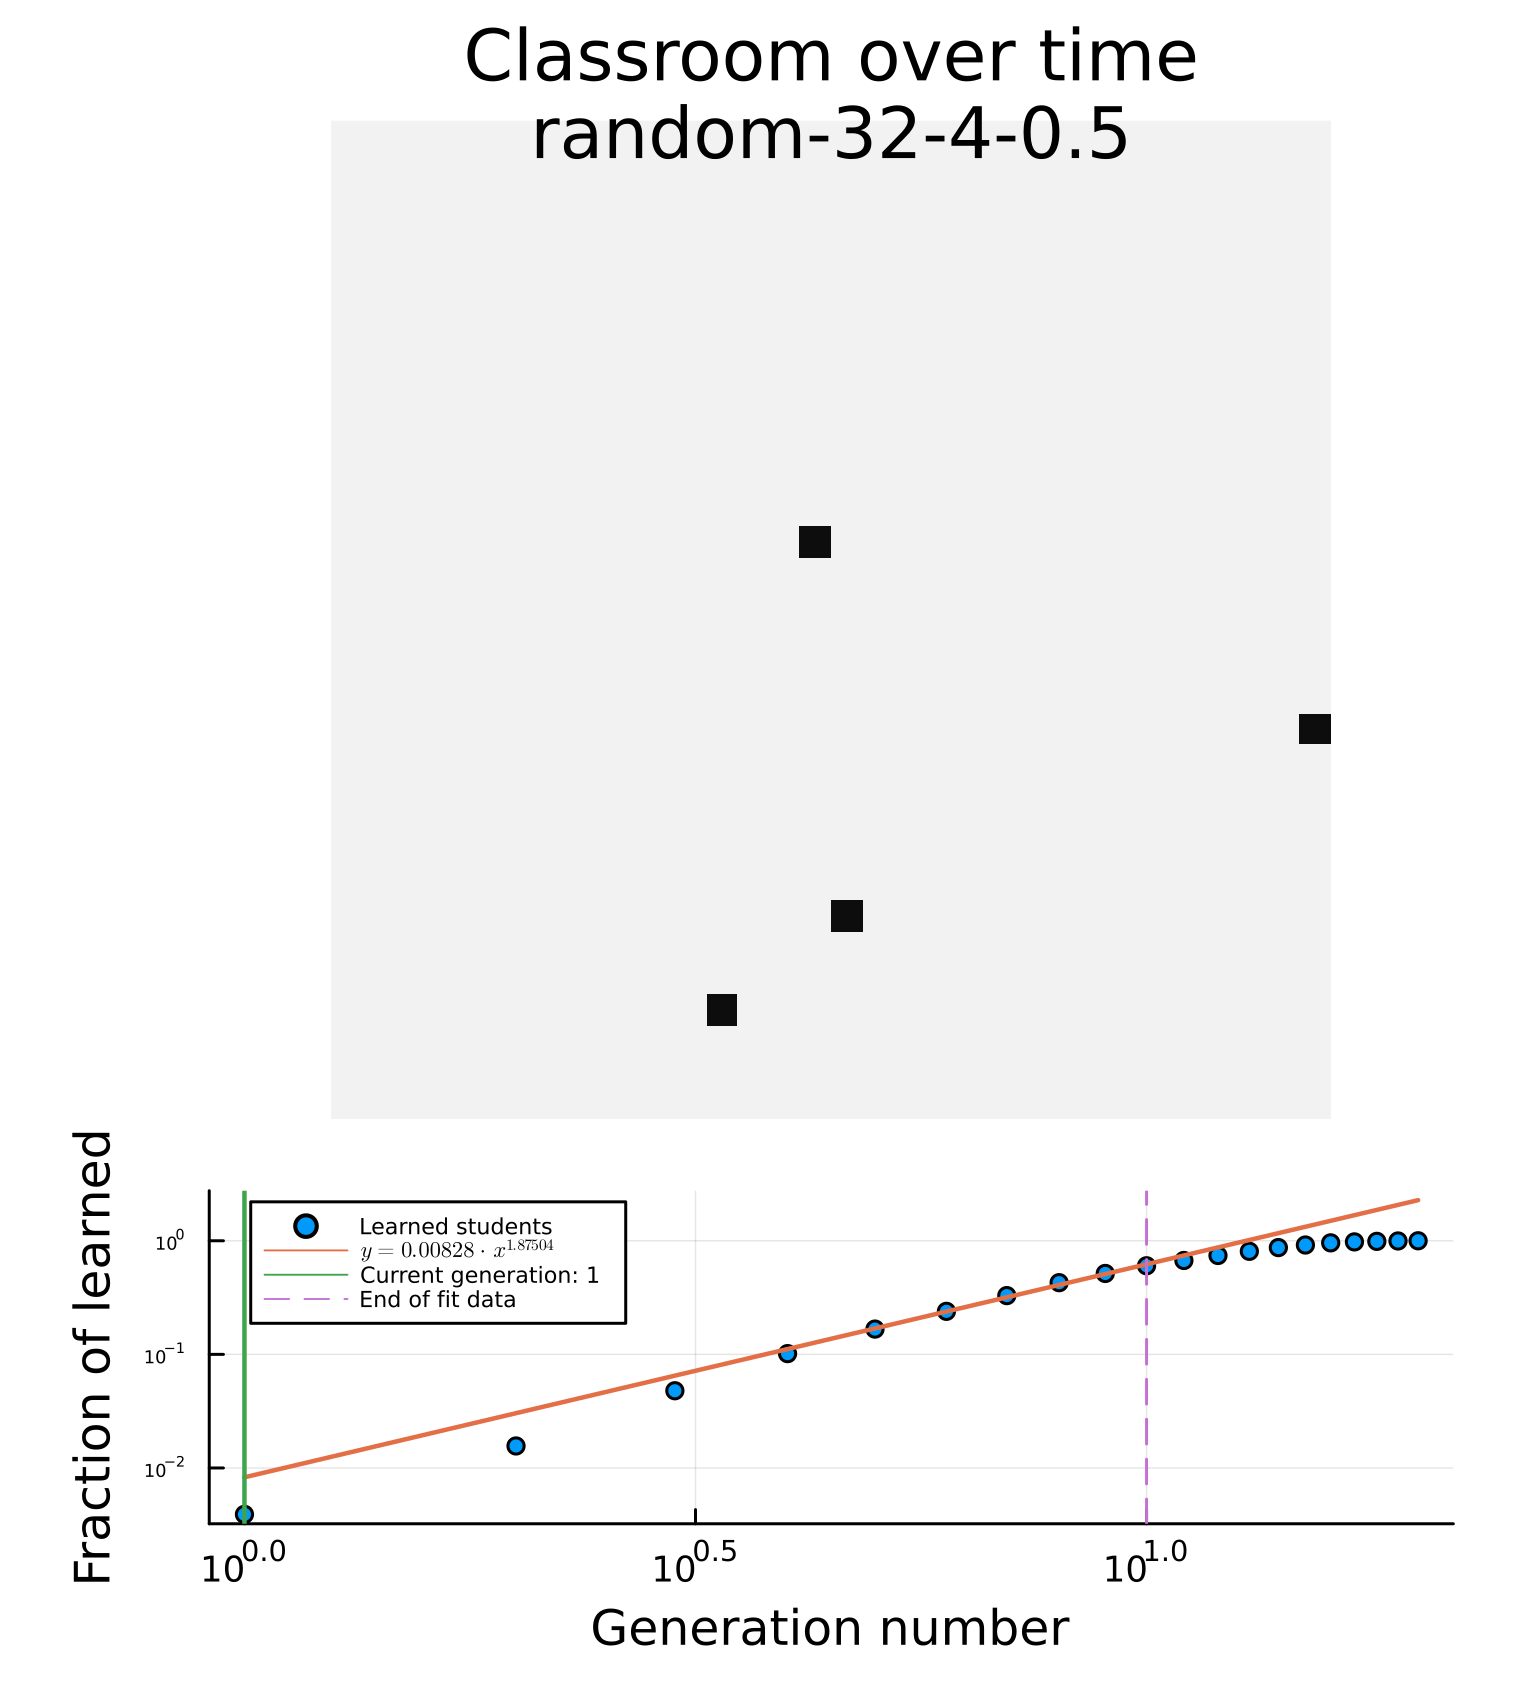 Classroom over time
random-32-4-0.5
Fraction of learned
10^0
10^-1
10^-2
Learned students
y = 0.00828 · x^1.87504
Current generation: 1
End of fit data
10^0.0
10^0.5
10^1.0
Generation number